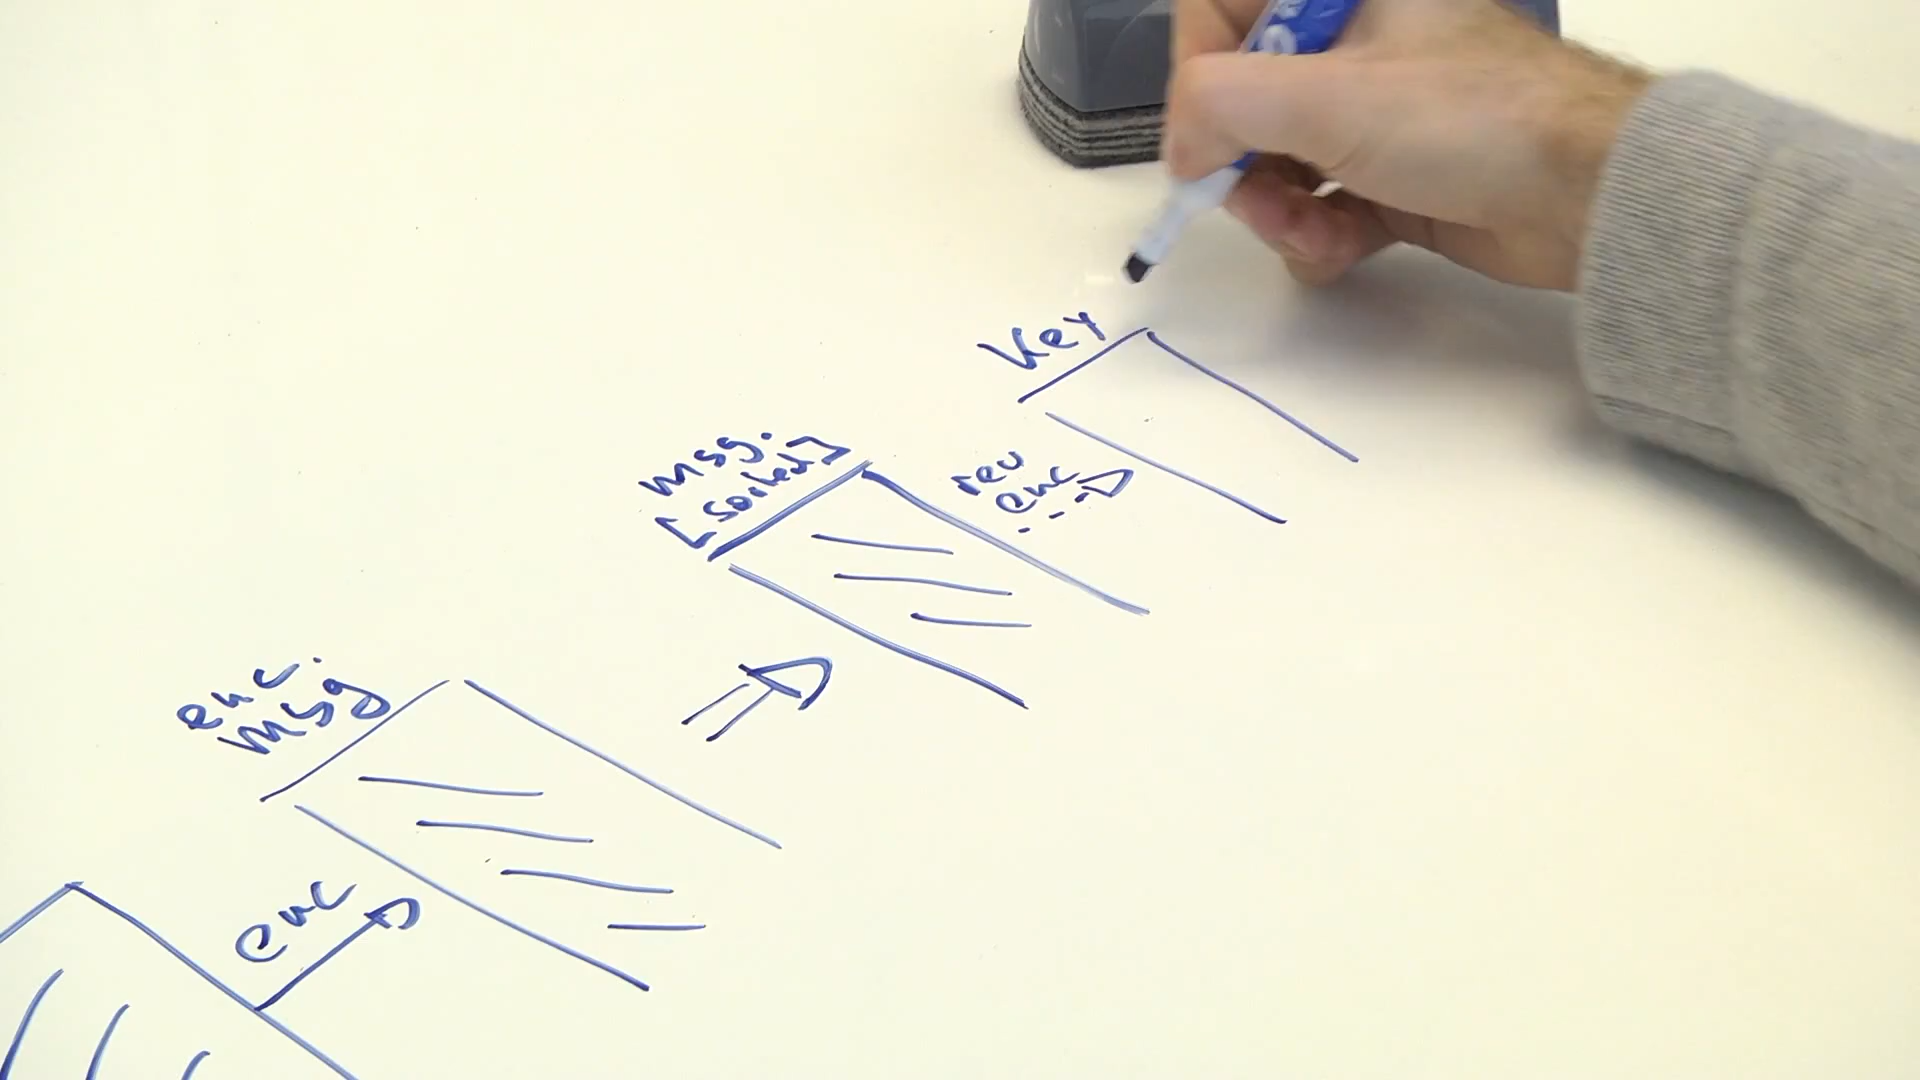 Key
msg.
[sorted]
rev
enc
enc.
msg
enc